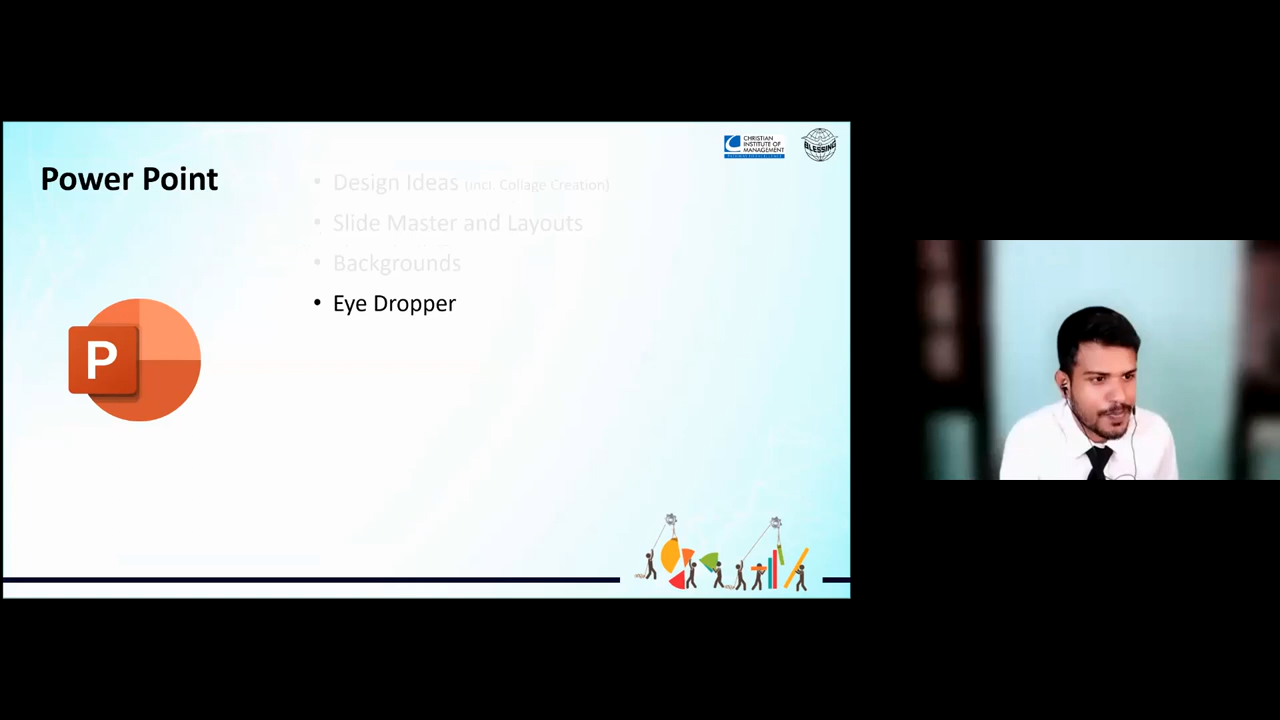 CHRISTIAN
INSTITUTE OF
MANAGEMENT
BLESSING
Power Point
• Design Ideas (incl. Collage Creation)
• Slide Master and Layouts
• Backgrounds
• Eye Dropper
P